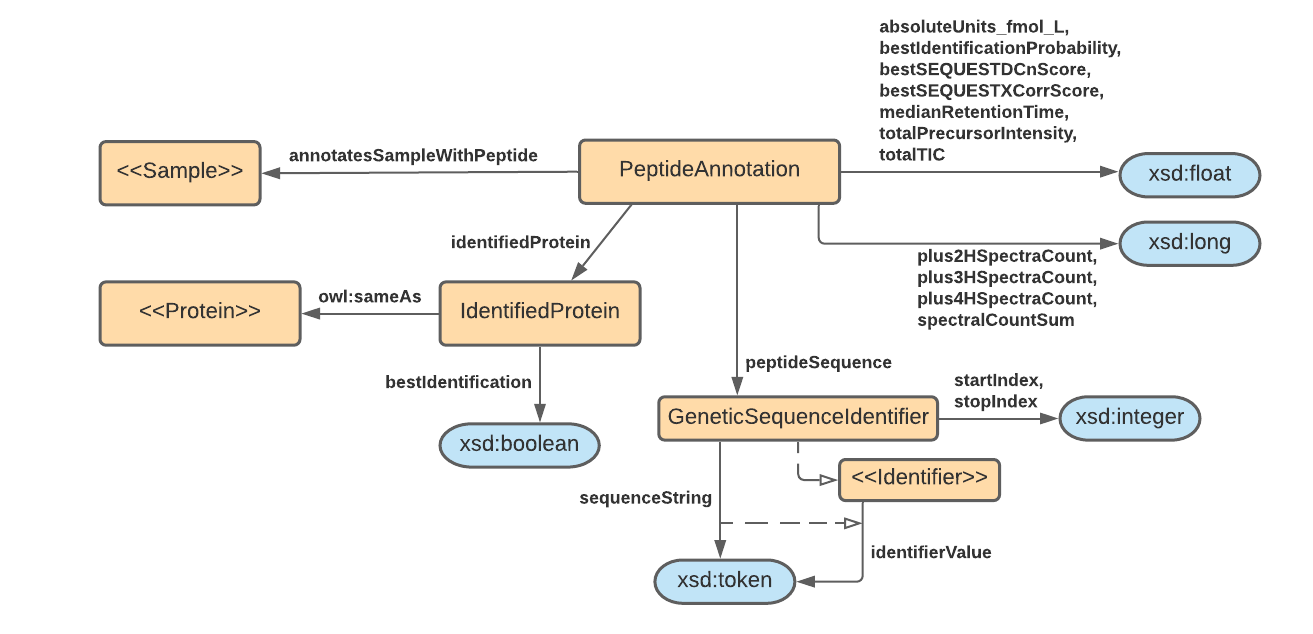 absoluteUnits_fmol_L,
bestIdentificationProbability,
bestSEQUESTDCnScore,
bestSEQUESTXCorrScore,
medianRetentionTime,
totalPrecursorIntensity,
totalTIC
<<Sample>>
annotatesSampleWithPeptide
PeptideAnnotation
xsd:float
xsd:long
plus2HSpectraCount,
plus3HSpectraCount,
plus4HSpectraCount,
spectralCountSum
identifiedProtein
<<Protein>>
owl:sameAs
IdentifiedProtein
bestIdentification
xsd:boolean
peptideSequence
GeneticSequenceIdentifier
startIndex,
stopIndex
xsd:integer
<<Identifier>>
sequenceString
identifierValue
xsd:token